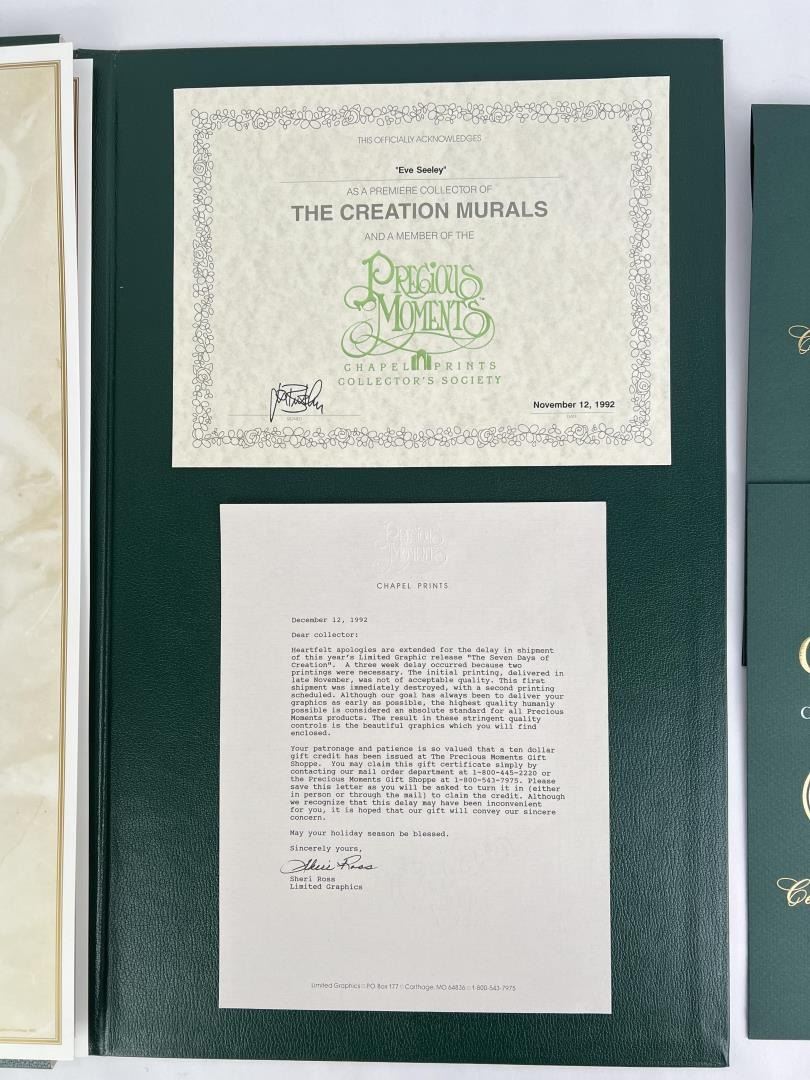 THIS OFFICIALLY ACKNOWLEDGES
"Eve Seeley"
AS A PREMIERE COLLECTOR OF
THE CREATION MURALS
AND A MEMBER OF THE
PRECIOUS
MOMENTS™
CHAPEL PRINTS
COLLECTOR'S SOCIETY
November 12, 1992
SIGNED
DATE
Precious
Moments
CHAPEL PRINTS
December 12, 1992
Dear collector:
Heartfelt apologies are extended for the delay in shipment
of this year's Limited Graphic release "The Seven Days of
Creation". A three week delay occurred because two
printings were necessary. The initial printing, delivered in
late November, was not of acceptable quality. This first
shipment was immediately destroyed, with a second printing
scheduled. Although our goal has always been to deliver your
graphics as early as possible, the highest quality humanly
possible is considered an absolute standard for all Precious
Moments products. The result in these stringent quality
controls is the beautiful graphics which you will find
enclosed.
Your patronage and patience is so valued that a ten dollar
gift credit has been issued at The Precious Moments Gift
Shoppe. You may claim this gift certificate simply by
contacting our mail order department at 1-800-445-2220 or
the Precious Moments Gift Shoppe at 1-800-543-7975. Please
save this letter as you will be asked to turn it in (either
in person or through the mail) to claim the credit. Although
we recognize that this delay may have been inconvenient
for you, it is hoped that our gift will convey our sincere
concern.
May your holiday season be blessed.
Sincerely yours,
Sheri Ross
Sheri Ross
Limited Graphics
Limited Graphics □ P.O. Box 177 □ Carthage, MO 64836 □ 1-800-543-7975